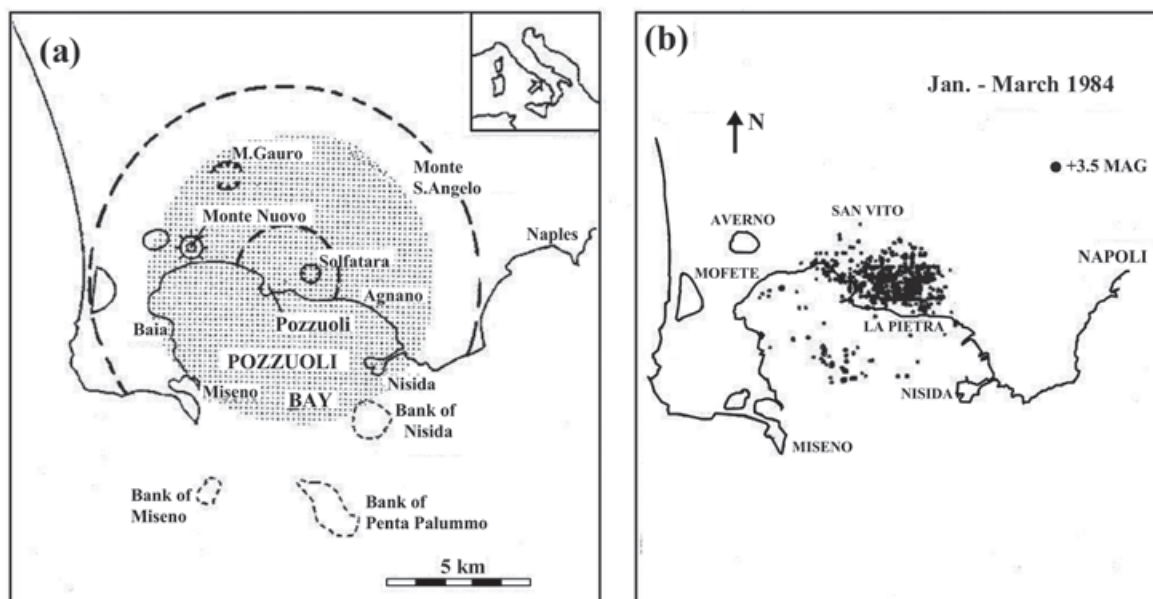 (a)
M.Gauro
Monte
S.Angelo
Monte Nuovo
Naples
Solfatara
Agnano
Pozzuoli
Baia
POZZUOLI
Nisida
Miseno
BAY
Bank of
Nisida
Bank of
Miseno
Bank of
Penta Palummo
5 km
(b)
Jan. - March 1984
N
+3.5 MAG
SAN VITO
AVERNO
NAPOLI
MOFETE
LA PIETRA
NISIDA
MISENO